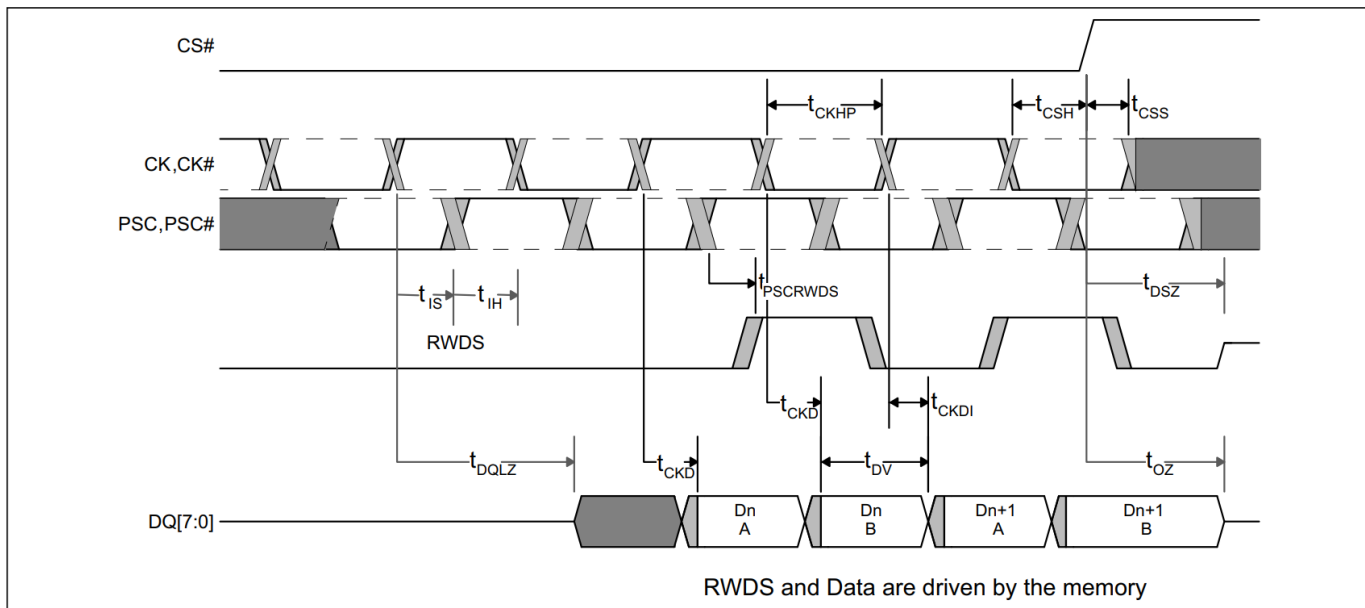 CS#
tCKHP
tCSH
tCSS
CK,CK#
PSC,PSC#
tIS
tIH
tPSCRWDS
tDSZ
RWDS
tCKD
tCKDI
tDQLZ
tCKD
tDV
tOZ
DQ[7:0]
Dn
A
Dn
B
Dn+1
A
Dn+1
B
RWDS and Data are driven by the memory